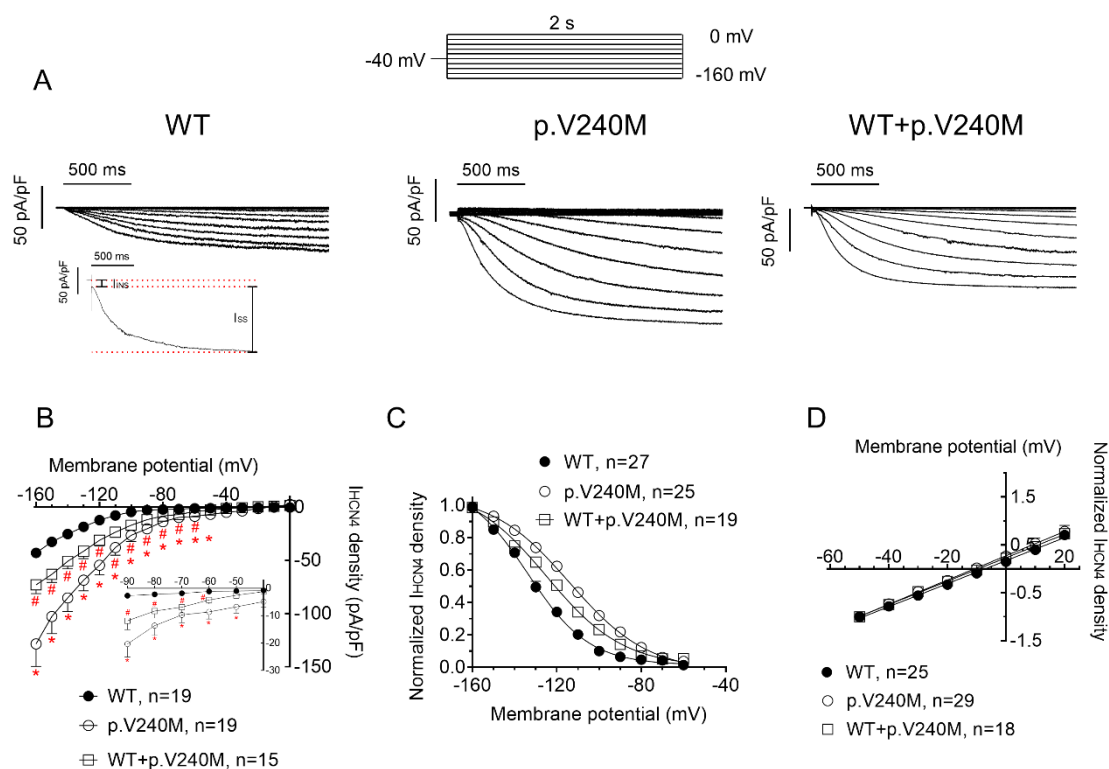 2 s
0 mV
-40 mV
-160 mV
A
WT
p.V240M
WT+p.V240M
500 ms
50 pA/pF
500 ms
50 pA/pF
500 ms
50 pA/pF
500 ms
50 pA/pF
IINS
ISS
B
Membrane potential (mV)
-160 -120 -80 -40
0
-50
-100
-150
IHCN4 density (pA/pF)
# # # # # # # # # # #
* * * * * * * * * * * *
-90 -80 -70 -60 -50
0
-10
-20
-30
# # # #
* * * * *
WT, n=19
p.V240M, n=19
WT+p.V240M, n=15
C
WT, n=27
p.V240M, n=25
WT+p.V240M, n=19
Normalized IHCN4 density
1.0
0.8
0.6
0.4
0.2
0.0
-160 -120 -80 -40
Membrane potential (mV)
D
Membrane potential (mV)
Normalized IHCN4 density
1.5
0.5
-0.5
-1.5
-60 -40 -20 0 20
WT, n=25
p.V240M, n=29
WT+p.V240M, n=18